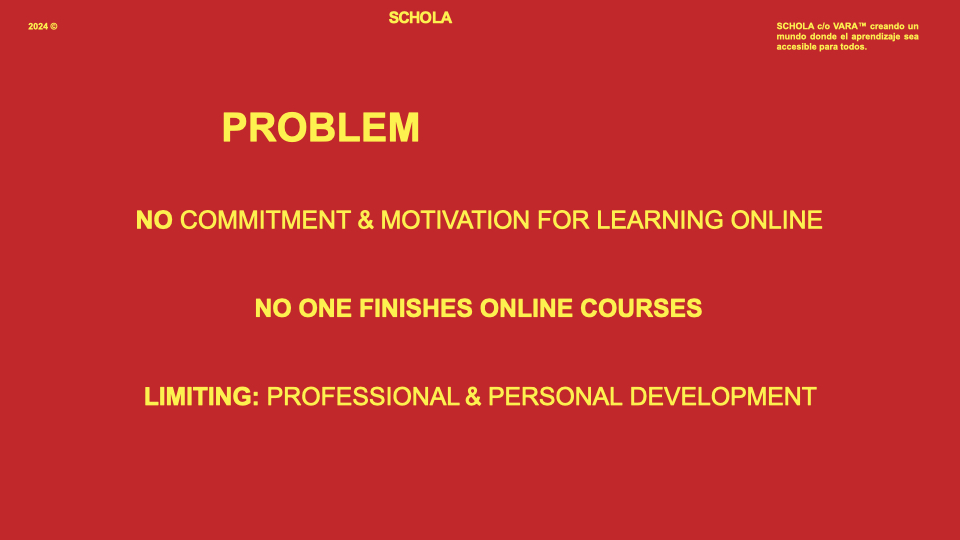 2024 ©
SCHOLA
SCHOLA c/o VARA™ creando un
mundo donde el aprendizaje sea
accesible para todos.
PROBLEM
NO COMMITMENT & MOTIVATION FOR LEARNING ONLINE
NO ONE FINISHES ONLINE COURSES
LIMITING: PROFESSIONAL & PERSONAL DEVELOPMENT